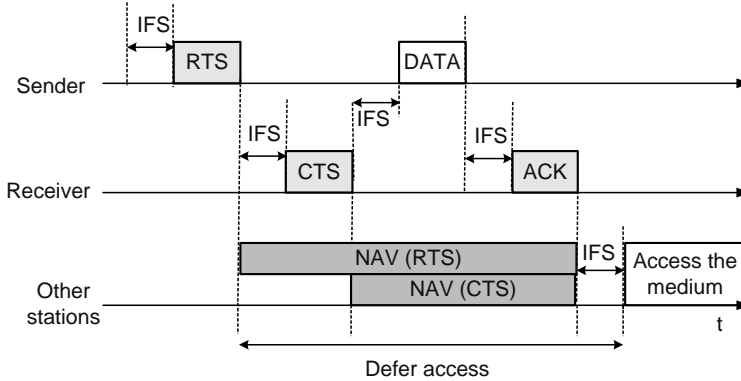 IFS
RTS
DATA
Sender
IFS
IFS
IFS
CTS
ACK
Receiver
NAV (RTS)
IFS
Access the
medium
NAV (CTS)
Other
stations
t
Defer access